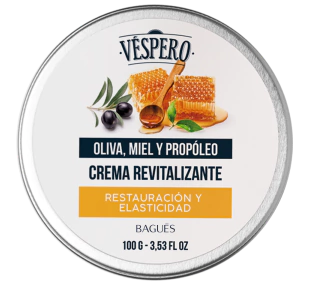 VÉSPERO
OLIVA, MIEL Y PROPÓLEO
CREMA REVITALIZANTE
RESTAURACIÓN Y
ELASTICIDAD
BAGUÉS
100 G - 3,53 FL OZ